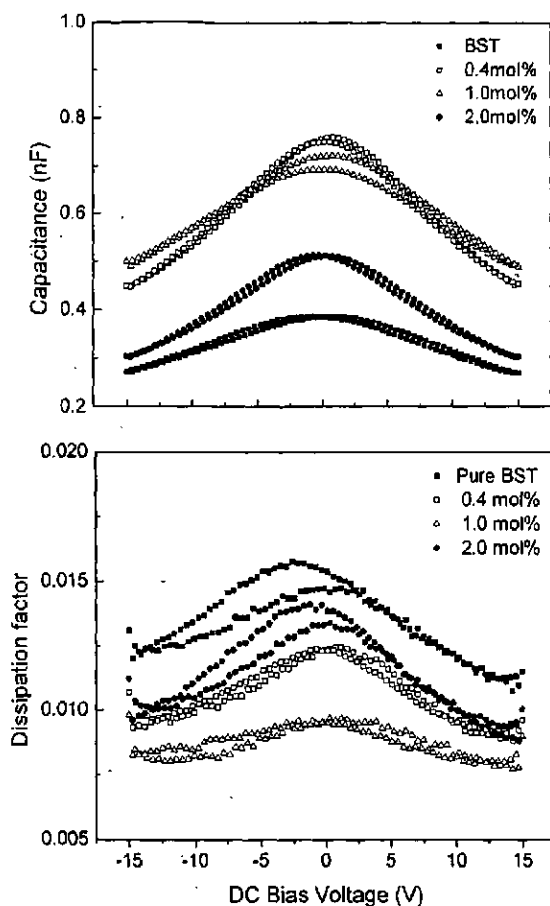 1.0
0.8
0.6
0.4
0.2
Capacitance (nF)
BST
0.4mol%
1.0mol%
2.0mol%
0.020
0.015
0.010
0.005
Dissipation factor
Pure BST
0.4 mol%
1.0 mol%
2.0 mol%
-15 -10 -5 0 5 10 15
DC Bias Voltage (V)